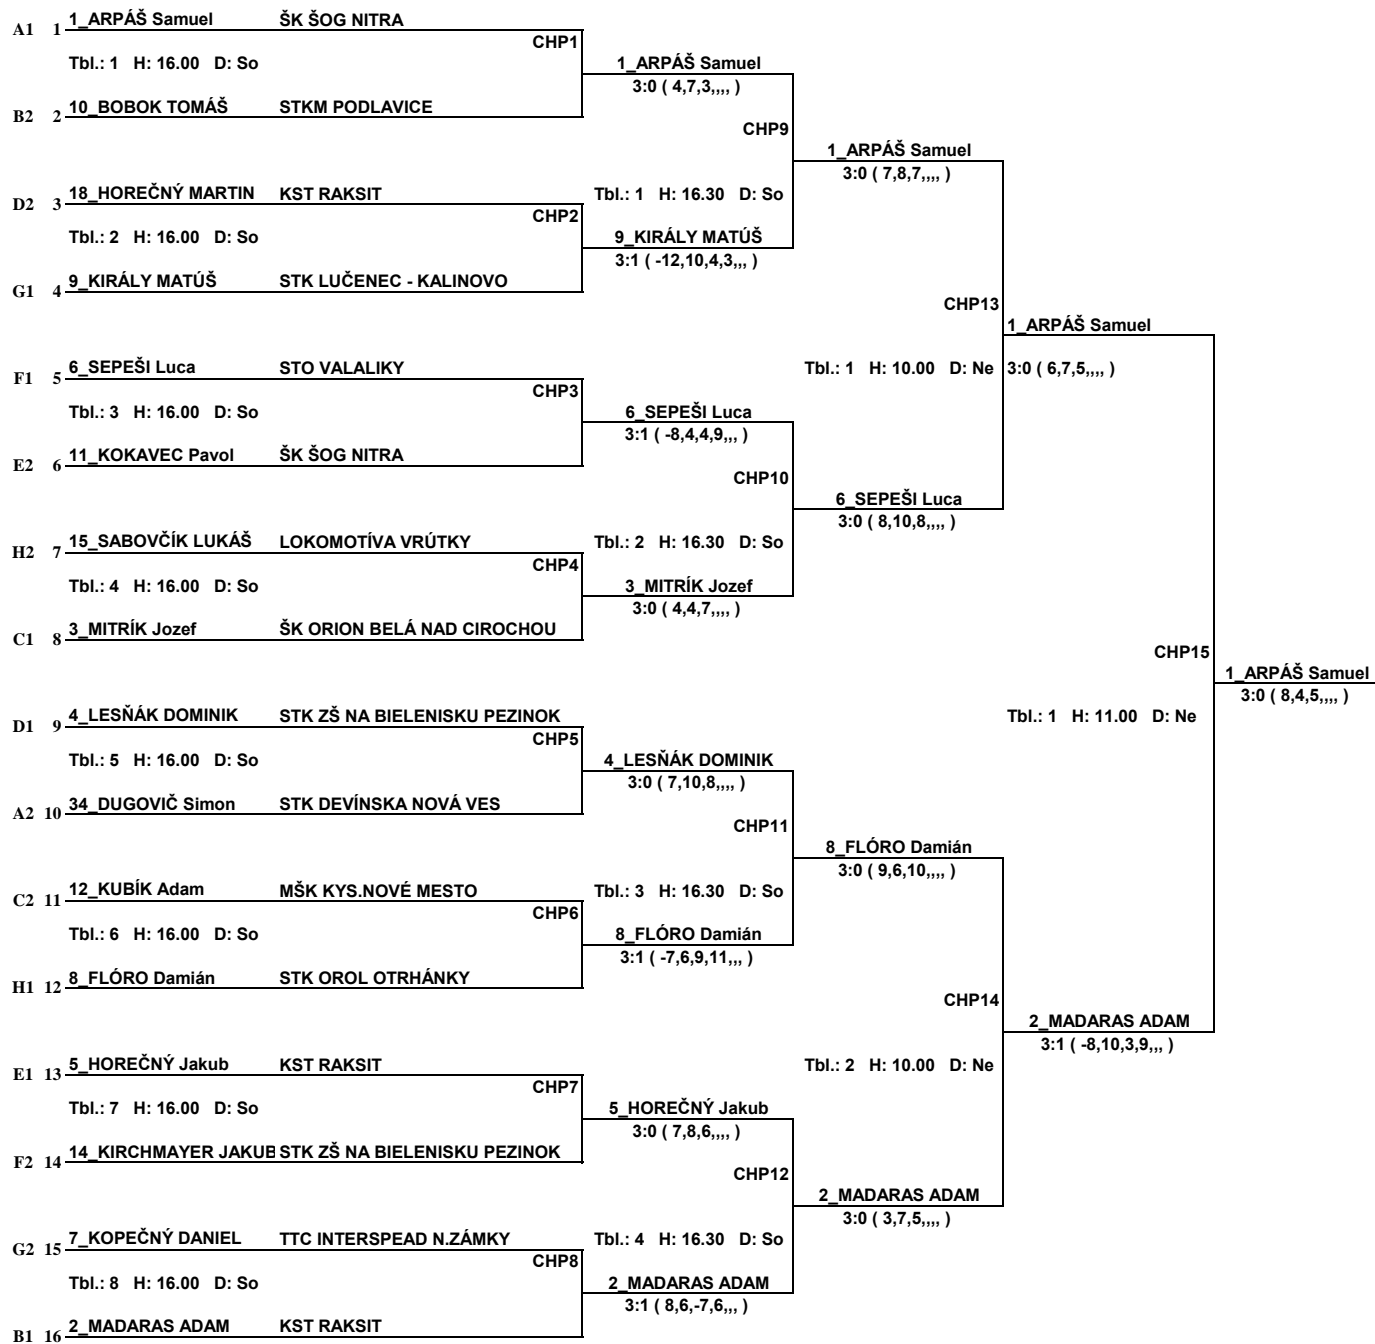 A1 1 1_ARPÁŠ Samuel ŠK ŠOG NITRA
CHP1
Tbl.: 1 H: 16.00 D: So
1_ARPÁŠ Samuel
3:0 ( 4,7,3,,,, )
B2 2 10_BOBOK TOMÁŠ STKM PODLAVICE
CHP9
1_ARPÁŠ Samuel
3:0 ( 7,8,7,,,, )
D2 3 18_HOREČNÝ MARTIN KST RAKSIT
Tbl.: 1 H: 16.30 D: So
CHP2
Tbl.: 2 H: 16.00 D: So
9_KIRÁLY MATÚŠ
3:1 ( -12,10,4,3,,, )
G1 4 9_KIRÁLY MATÚŠ STK LUČENEC - KALINOVO
CHP13
1_ARPÁŠ Samuel
F1 5 6_SEPEŠI Luca STO VALALIKY
Tbl.: 1 H: 10.00 D: Ne
3:0 ( 6,7,5,,,, )
CHP3
Tbl.: 3 H: 16.00 D: So
6_SEPEŠI Luca
3:1 ( -8,4,4,9,,, )
E2 6 11_KOKAVEC Pavol ŠK ŠOG NITRA
CHP10
6_SEPEŠI Luca
3:0 ( 8,10,8,,,, )
H2 7 15_SABOVČÍK LUKÁŠ LOKOMOTÍVA VRÚTKY
Tbl.: 2 H: 16.30 D: So
CHP4
Tbl.: 4 H: 16.00 D: So
3_MITRÍK Jozef
3:0 ( 4,4,7,,,, )
C1 8 3_MITRÍK Jozef ŠK ORION BELÁ NAD CIROCHOU
CHP15
1_ARPÁŠ Samuel
3:0 ( 8,4,5,,,, )
D1 9 4_LESŇÁK DOMINIK STK ZŠ NA BIELENISKU PEZINOK
Tbl.: 1 H: 11.00 D: Ne
CHP5
Tbl.: 5 H: 16.00 D: So
4_LESŇÁK DOMINIK
3:0 ( 7,10,8,,,, )
A2 10 34_DUGOVIČ Simon STK DEVÍNSKA NOVÁ VES
CHP11
8_FLÓRO Damián
3:0 ( 9,6,10,,,, )
C2 11 12_KUBÍK Adam MŠK KYS.NOVÉ MESTO
Tbl.: 3 H: 16.30 D: So
CHP6
Tbl.: 6 H: 16.00 D: So
8_FLÓRO Damián
3:1 ( -7,6,9,11,,, )
H1 12 8_FLÓRO Damián STK OROL OTRHÁNKY
CHP14
2_MADARAS ADAM
3:1 ( -8,10,3,9,,, )
E1 13 5_HOREČNÝ Jakub KST RAKSIT
Tbl.: 2 H: 10.00 D: Ne
CHP7
Tbl.: 7 H: 16.00 D: So
5_HOREČNÝ Jakub
3:0 ( 7,8,6,,,, )
F2 14 14_KIRCHMAYER JAKUB STK ZŠ NA BIELENISKU PEZINOK
CHP12
2_MADARAS ADAM
3:0 ( 3,7,5,,,, )
G2 15 7_KOPEČNÝ DANIEL TTC INTERSPEAD N.ZÁMKY
Tbl.: 4 H: 16.30 D: So
CHP8
Tbl.: 8 H: 16.00 D: So
2_MADARAS ADAM
3:1 ( 8,6,-7,6,,, )
B1 16 2_MADARAS ADAM KST RAKSIT